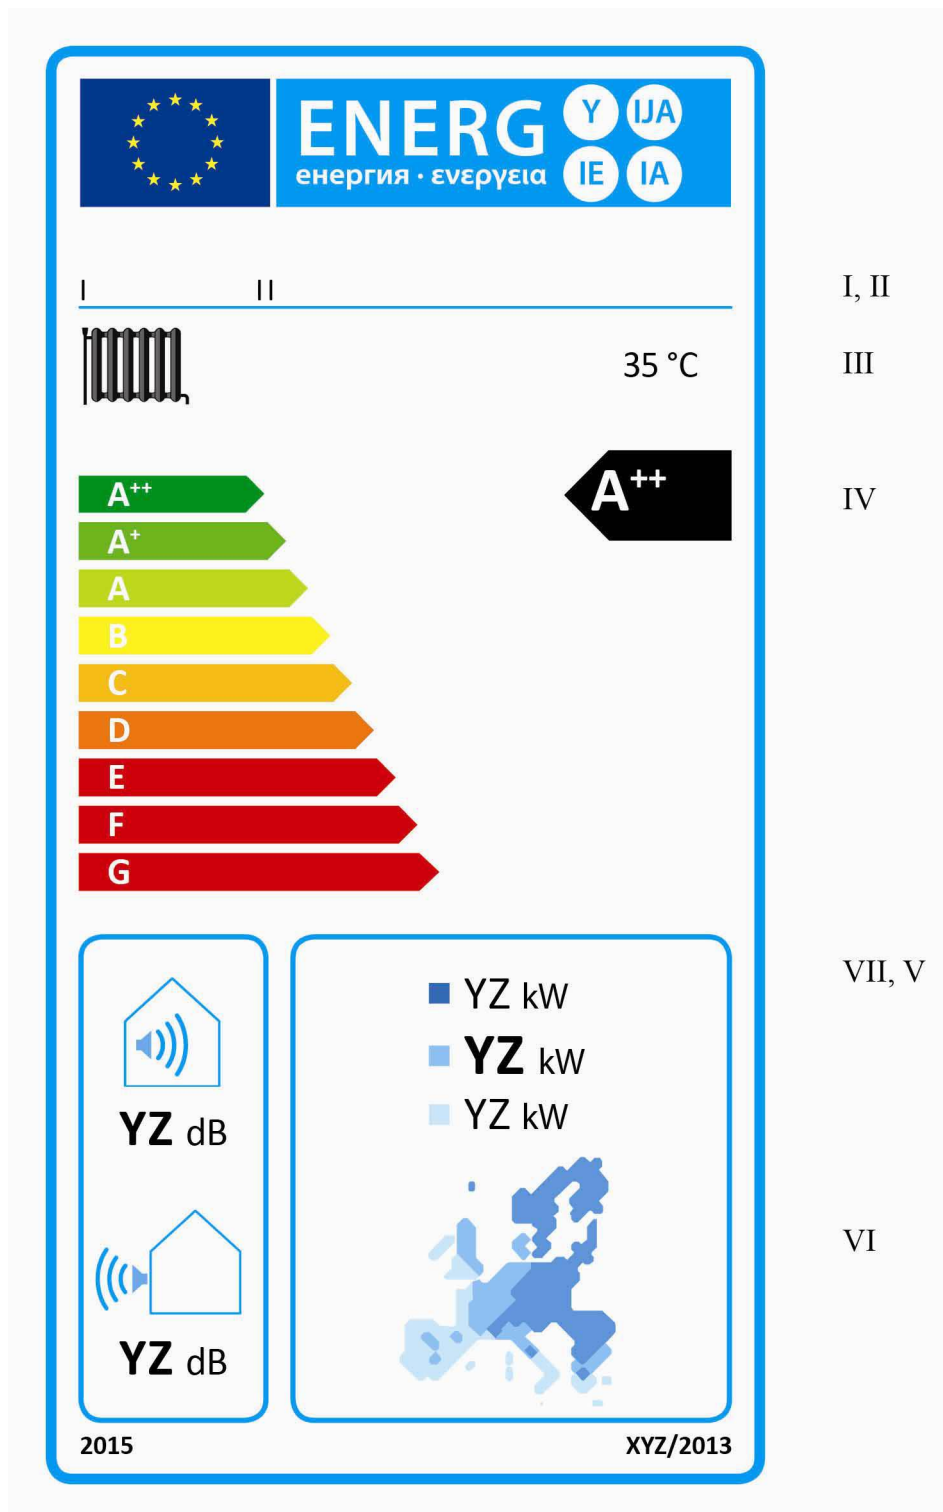 ENERG Y IJA
енергия · ενεργεια IE IA
I II I, II
35 °C III
A++ A++ IV
A+
A
B
C
D
E
F
G
VII, V
YZ kW
YZ kW
YZ kW
YZ dB
VI
YZ dB
2015 XYZ/2013